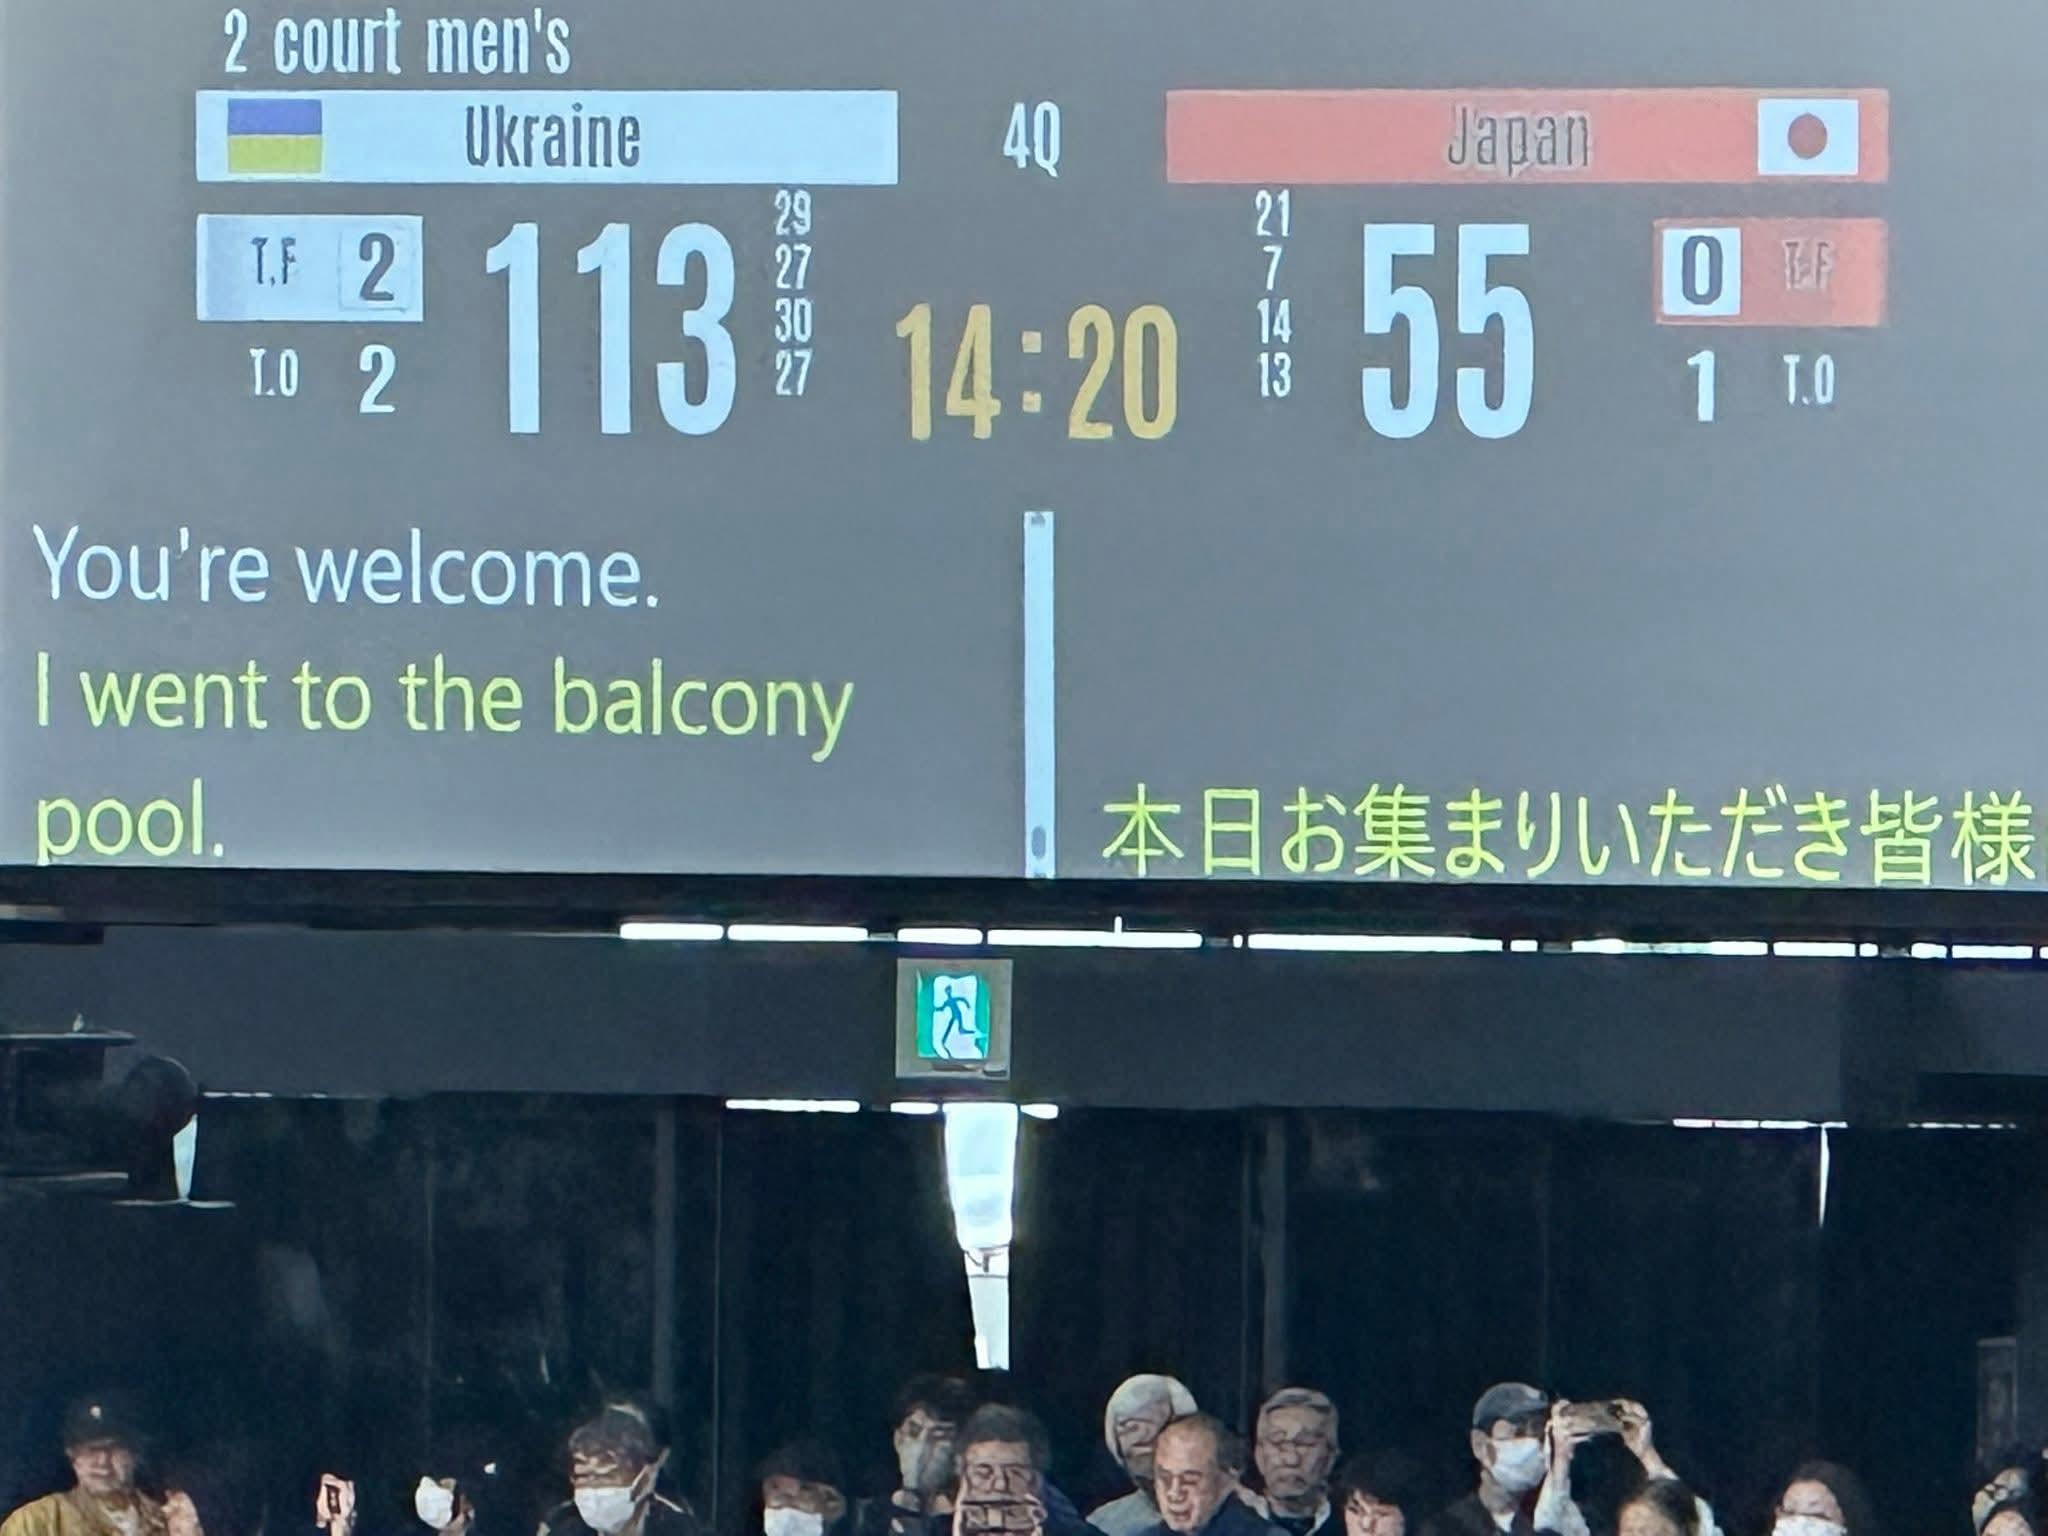 2 court men's
Ukraine
4Q
Japan
T.F 2
113
29
27
30
27
14:20
21
7
14
13
55
0 T.F
T.O 2
1 T.O
You're welcome.
I went to the balcony
pool.
本日お集まりいただき皆様